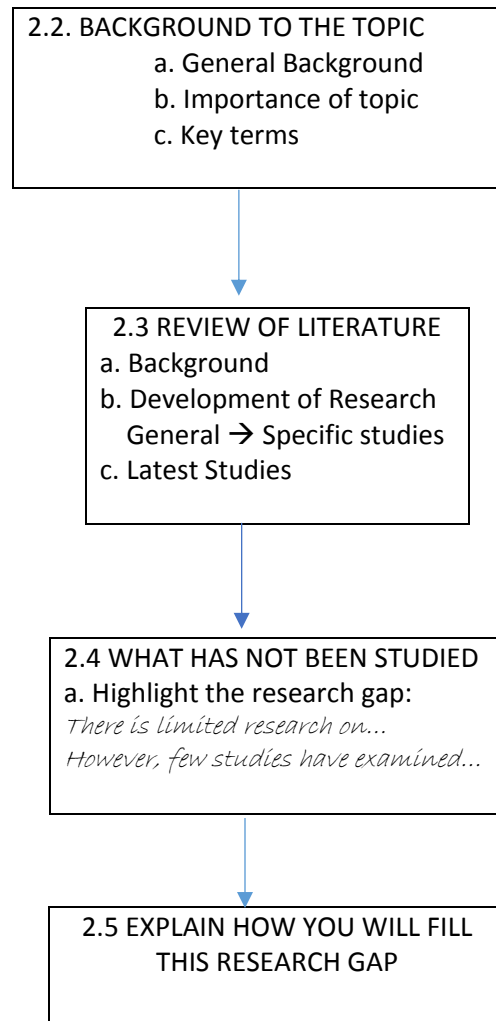 2.2. BACKGROUND TO THE TOPIC
a. General Background
b. Importance of topic
c. Key terms
2.3 REVIEW OF LITERATURE
a. Background
b. Development of Research
General → Specific studies
c. Latest Studies
2.4 WHAT HAS NOT BEEN STUDIED
a. Highlight the research gap:
There is limited research on...
However, few studies have examined...
2.5 EXPLAIN HOW YOU WILL FILL
THIS RESEARCH GAP